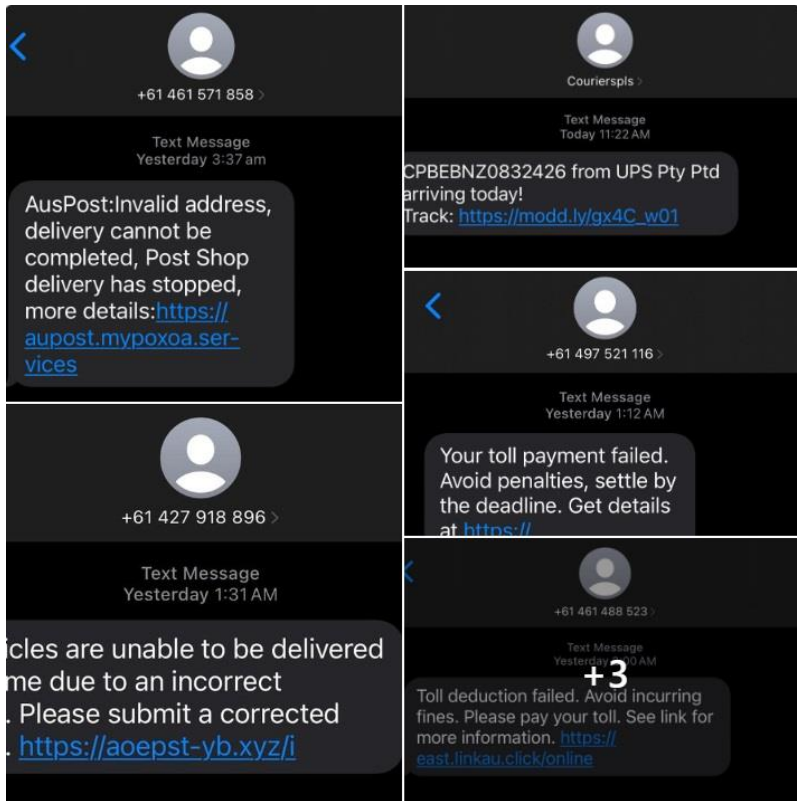 +61 461 571 858 >
Text Message
Yesterday 3:37 am
AusPost:Invalid address,
delivery cannot be
completed, Post Shop
delivery has stopped,
more details:https://
aupost.mypoxoa.ser-
vices
Courierspls >
Text Message
Today 11:22 AM
CPBEBNZ0832426 from UPS Pty Ptd
arriving today!
Track: https://modd.ly/gx4C_w01
+61 497 521 116 >
Text Message
Yesterday 1:12 AM
Your toll payment failed.
Avoid penalties, settle by
the deadline. Get details
at https://
+61 427 918 896 >
Text Message
Yesterday 1:31 AM
icles are unable to be delivered
me due to an incorrect
. Please submit a corrected
. https://aoepst-yb.xyz/i
+61 461 488 523 >
Text Message
Yesterday :00 AM
+3
Toll deduction failed. Avoid incurring
fines. Please pay your toll. See link for
more information. https://
east.linkau.click/online